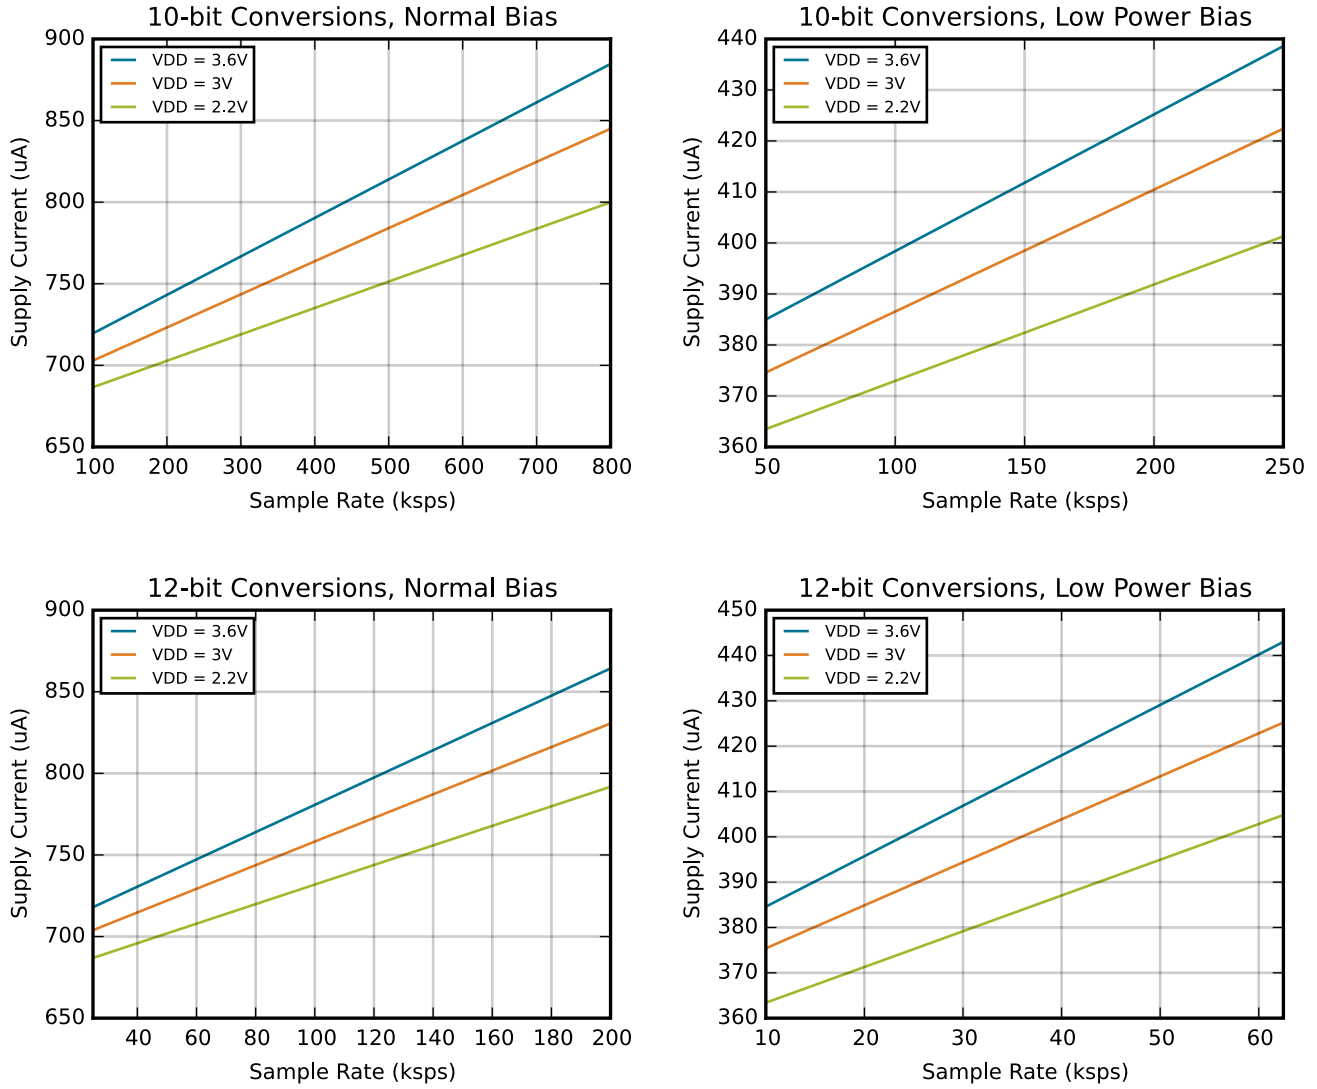 10-bit Conversions, Normal Bias
900
850
800
750
700
650
VDD = 3.6V
VDD = 3V
VDD = 2.2V
Supply Current (uA)
100 200 300 400 500 600 700 800
Sample Rate (ksps)
10-bit Conversions, Low Power Bias
440
430
420
410
400
390
380
370
360
VDD = 3.6V
VDD = 3V
VDD = 2.2V
Supply Current (uA)
50 100 150 200 250
Sample Rate (ksps)
12-bit Conversions, Normal Bias
900
850
800
750
700
650
VDD = 3.6V
VDD = 3V
VDD = 2.2V
Supply Current (uA)
40 60 80 100 120 140 160 180 200
Sample Rate (ksps)
12-bit Conversions, Low Power Bias
450
440
430
420
410
400
390
380
370
360
VDD = 3.6V
VDD = 3V
VDD = 2.2V
Supply Current (uA)
10 20 30 40 50 60
Sample Rate (ksps)